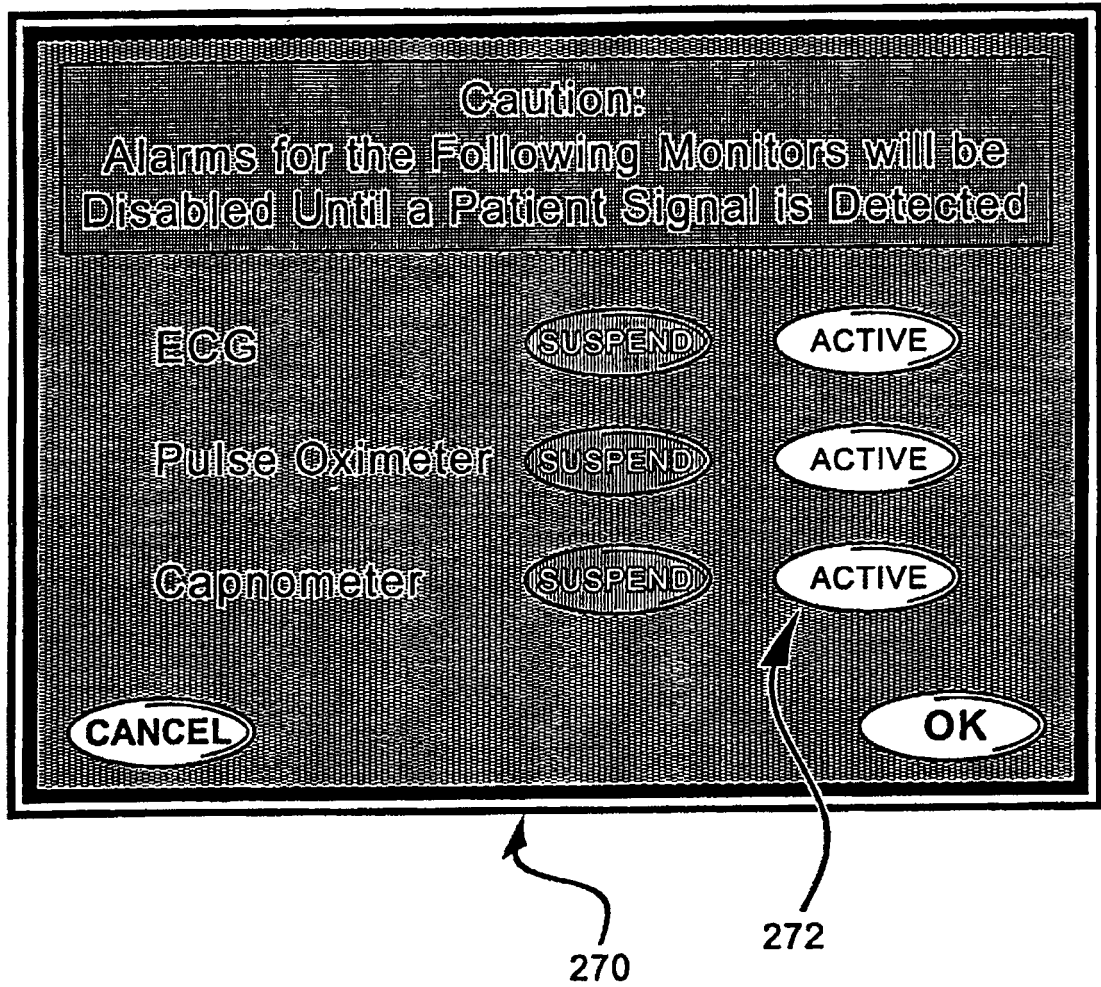 Caution:
Alarms for the Following Monitors will be
Disabled Until a Patient Signal is Detected
ECG SUSPEND ACTIVE
Pulse Oximeter SUSPEND ACTIVE
Capnometer SUSPEND ACTIVE
CANCEL OK
272
270